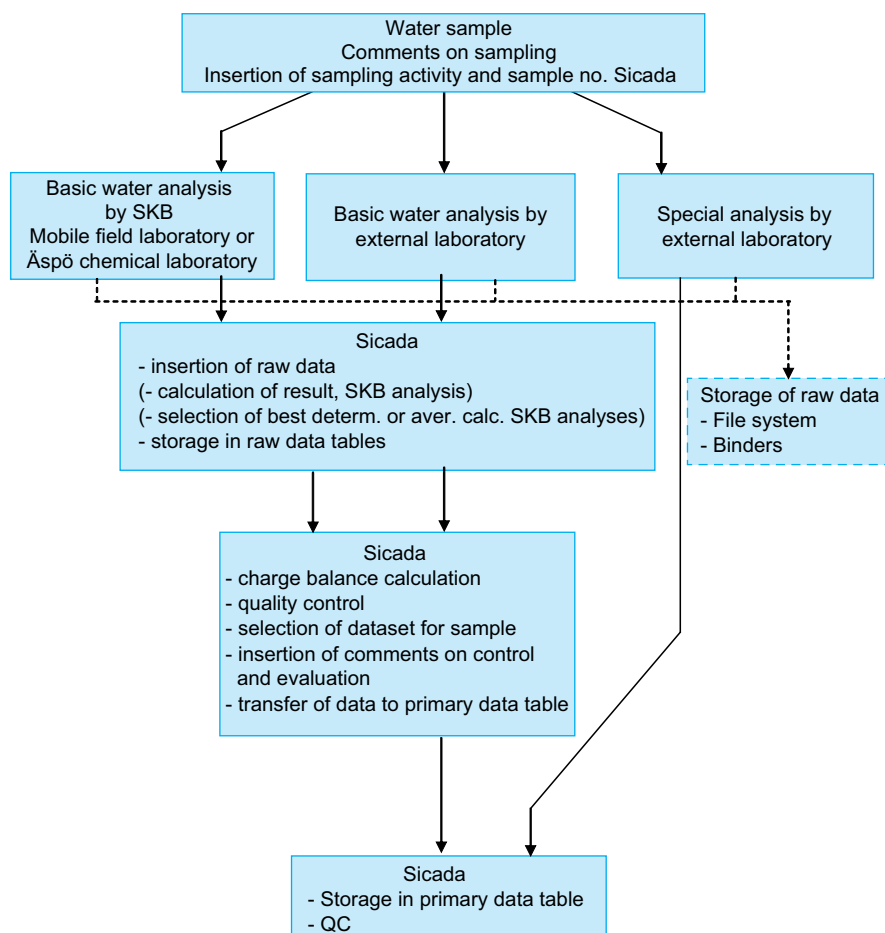 Water sample
Comments on sampling
Insertion of sampling activity and sample no. Sicada
Basic water analysis
by SKB
Mobile field laboratory or
Äspö chemical laboratory
Basic water analysis by
external laboratory
Special analysis by
external laboratory
Sicada
- insertion of raw data
(- calculation of result, SKB analysis)
(- selection of best determ. or aver. calc. SKB analyses)
- storage in raw data tables
Storage of raw data
- File system
- Binders
Sicada
- charge balance calculation
- quality control
- selection of dataset for sample
- insertion of comments on control
and evaluation
- transfer of data to primary data table
Sicada
- Storage in primary data table
- QC